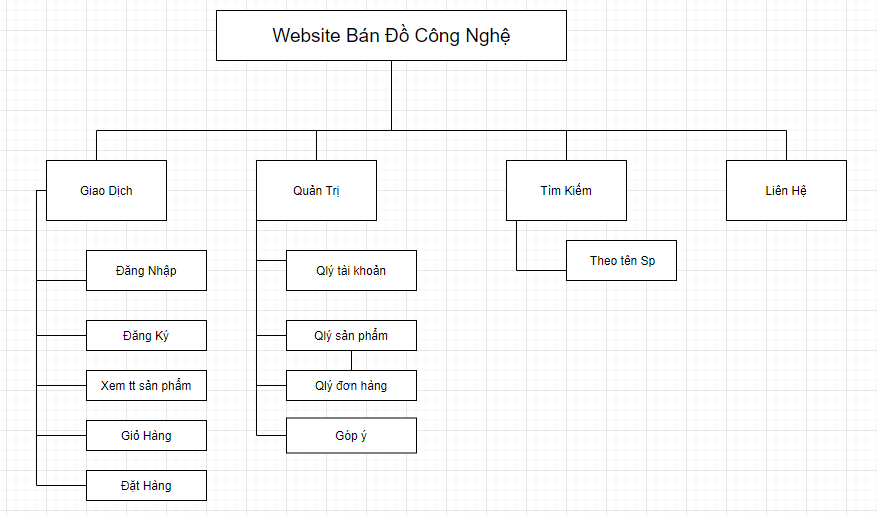 Website Bán Đồ Công Nghệ
Giao Dịch
Quản Trị
Tìm Kiếm
Liên Hệ
Đăng Nhập
Đăng Ký
Xem tt sản phẩm
Giỏ Hàng
Đặt Hàng
Qlý tài khoản
Qlý sản phẩm
Qlý đơn hàng
Góp ý
Theo tên Sp